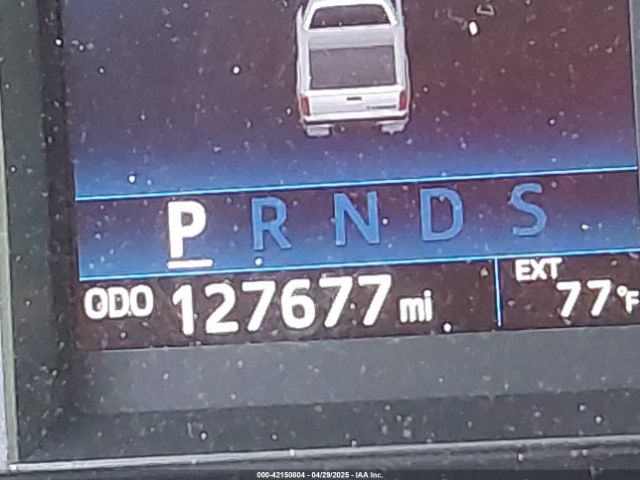 P R N D S
ODO 127677 mi
EXT
77°F
000-42150804 - 04/29/2025 - IAA Inc.